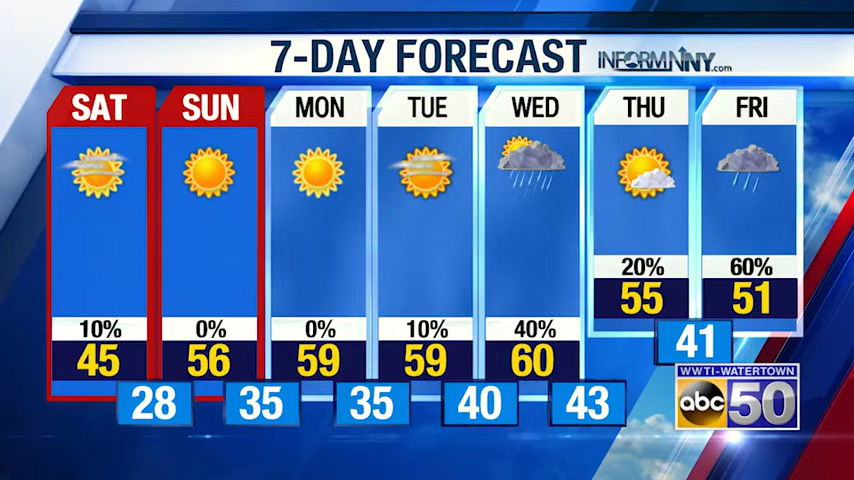 7-DAY FORECAST INFORMNNY.com
SAT SUN MON TUE WED THU FRI
20% 60%
55 51
10% 0% 0% 10% 40%
45 56 59 59 60
41
WWTI-WATERTOWN
abc 50
28 35 35 40 43